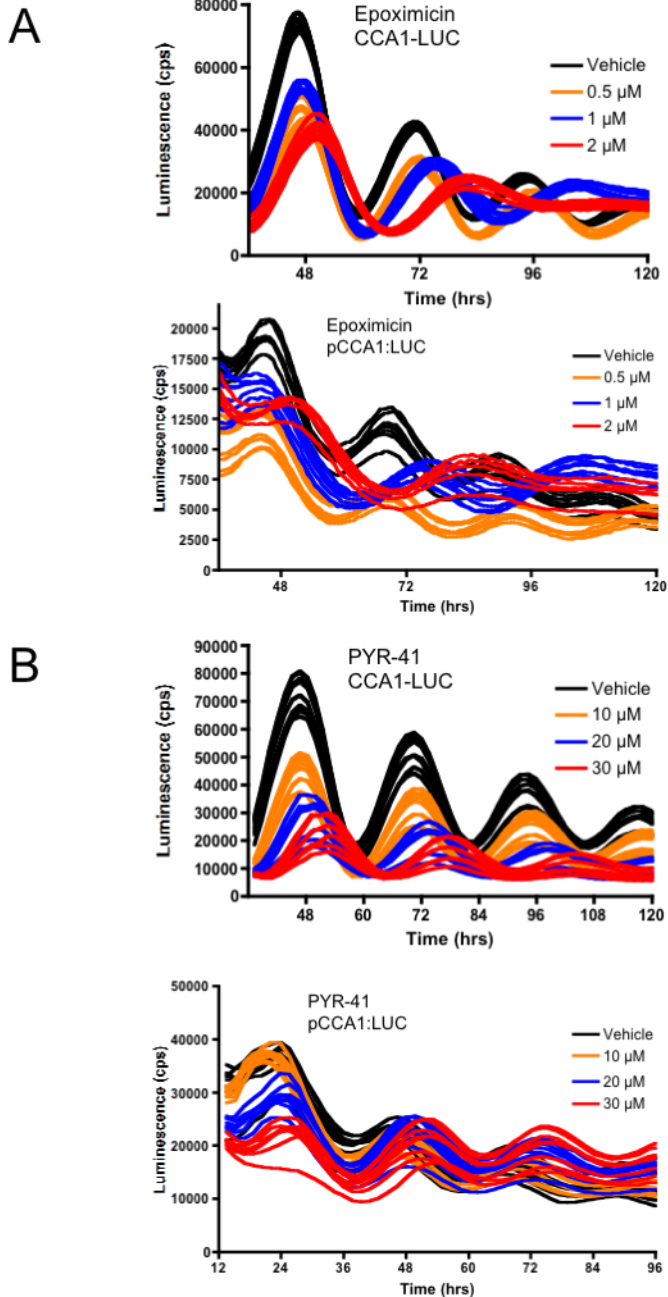 A
Epoximicin
CCA1-LUC
Vehicle
0.5 µM
1 µM
2 µM
80000
60000
40000
20000
0
Luminescence (cps)
48 72 96 120
Time (hrs)
Epoximicin
pCCA1:LUC
Vehicle
0.5 µM
1 µM
2 µM
20000
17500
15000
12500
10000
7500
5000
2500
0
Luminescence (cps)
48 72 96 120
Time (hrs)
B
PYR-41
CCA1-LUC
Vehicle
10 µM
20 µM
30 µM
90000
80000
70000
60000
50000
40000
30000
20000
10000
0
Luminescence (cps)
48 60 72 84 96 108 120
Time (hrs)
PYR-41
pCCA1:LUC
Vehicle
10 µM
20 µM
30 µM
50000
40000
30000
20000
10000
0
Luminescence (cps)
12 24 36 48 60 72 84 96
Time (hrs)